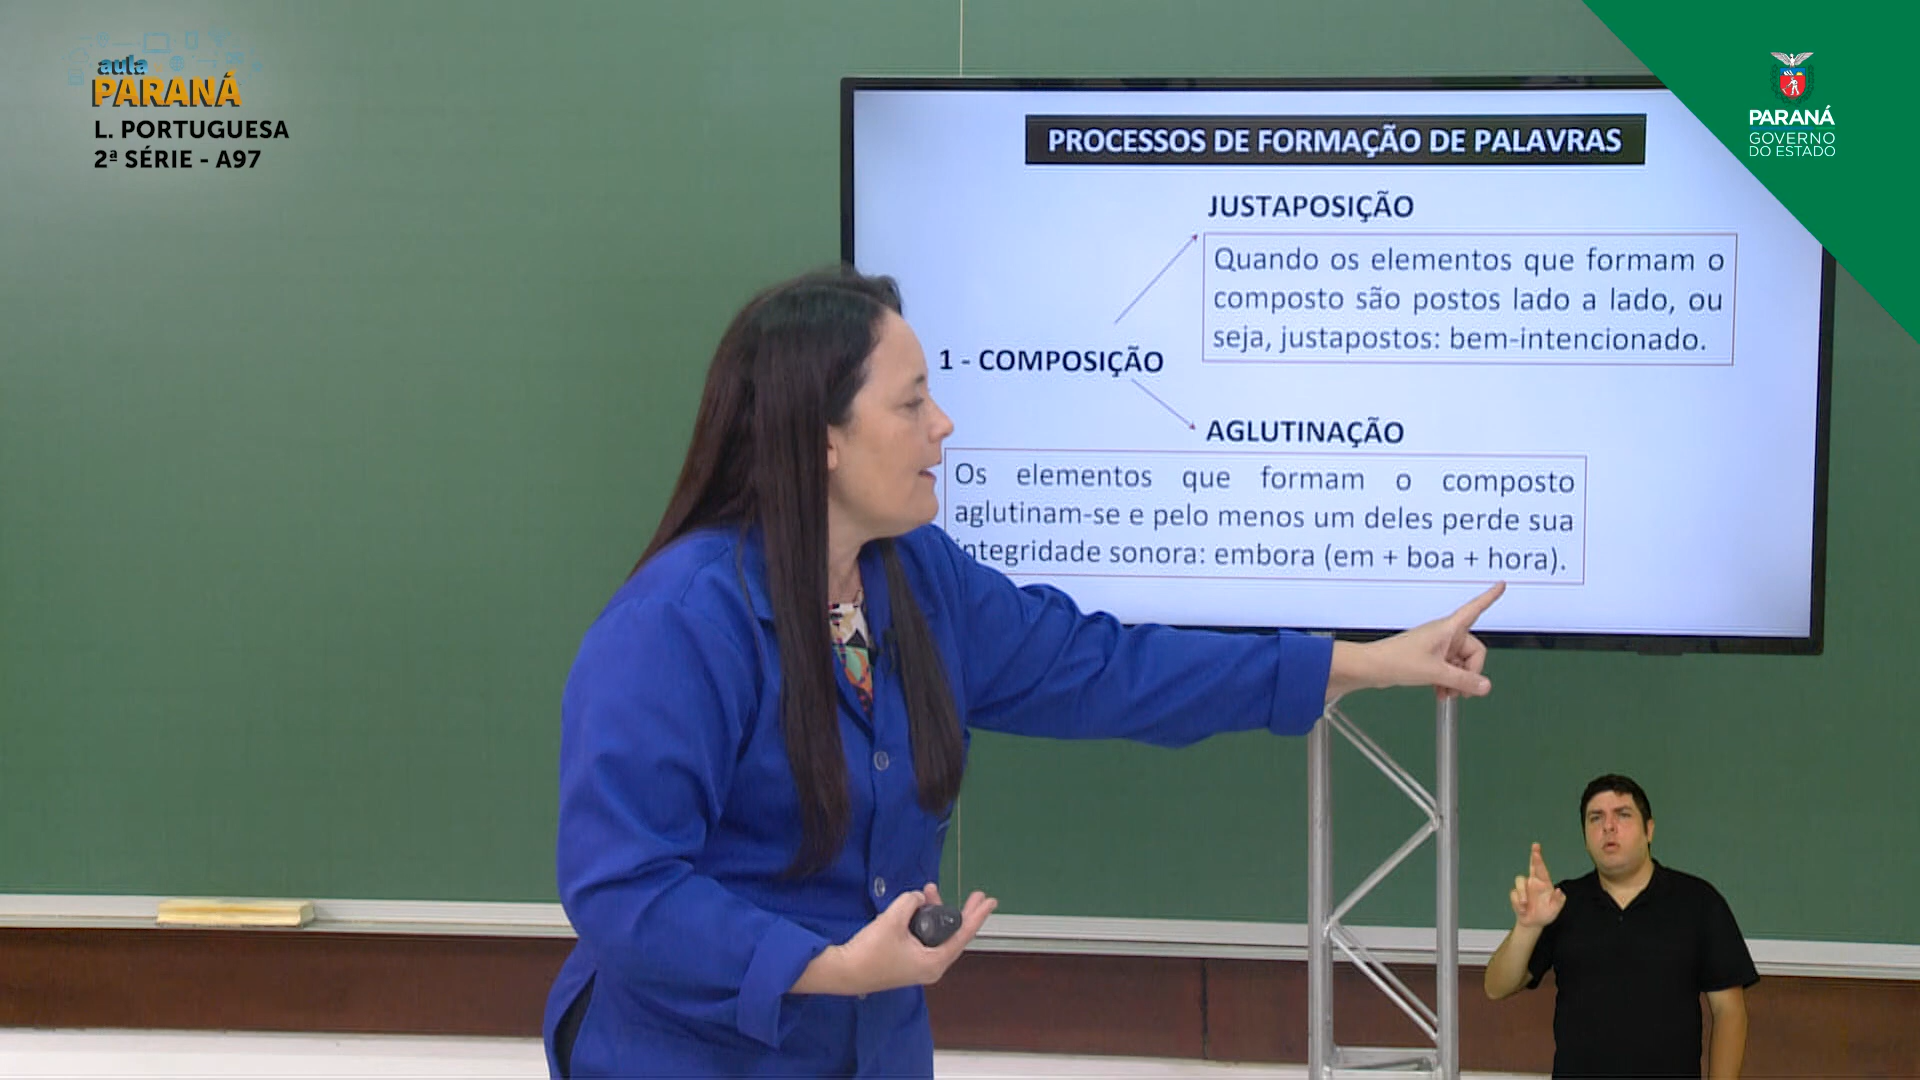 aula
PARANÁ
L. PORTUGUESA
2ª SÉRIE - A97
PARANÁ
GOVERNO
DO ESTADO
PROCESSOS DE FORMAÇÃO DE PALAVRAS
JUSTAPOSIÇÃO
Quando os elementos que formam o
composto são postos lado a lado, ou
seja, justapostos: bem-intencionado.
1 - COMPOSIÇÃO
AGLUTINAÇÃO
Os elementos que formam o composto
aglutinam-se e pelo menos um deles perde sua
integridade sonora: embora (em + boa + hora).